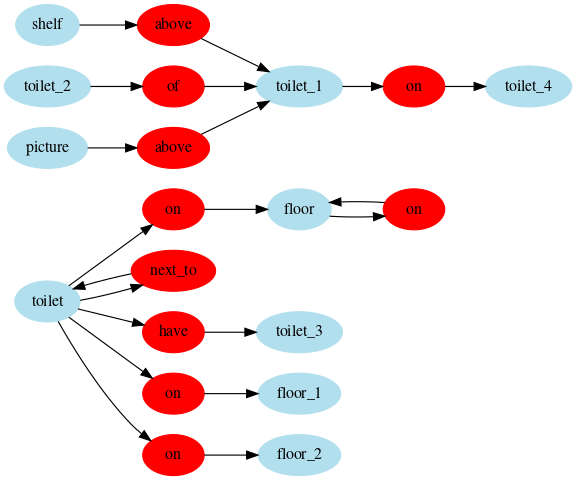 shelf above
toilet_2 of toilet_1 on toilet_4
picture above
on floor on
next_to
toilet
have toilet_3
on floor_1
on floor_2